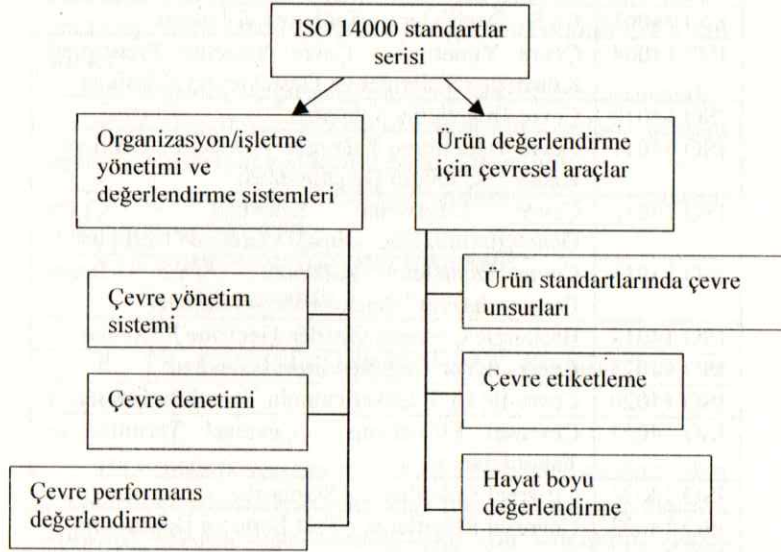 ISO 14000 standartlar
serisi
Organizasyon/işletme
yönetimi ve
değerlendirme sistemleri
Ürün değerlendirme
için çevresel araçlar
Çevre yönetim
sistemi
Çevre denetimi
Çevre performans
değerlendirme
Ürün standartlarında çevre
unsurları
Çevre etiketleme
Hayat boyu
değerlendirme